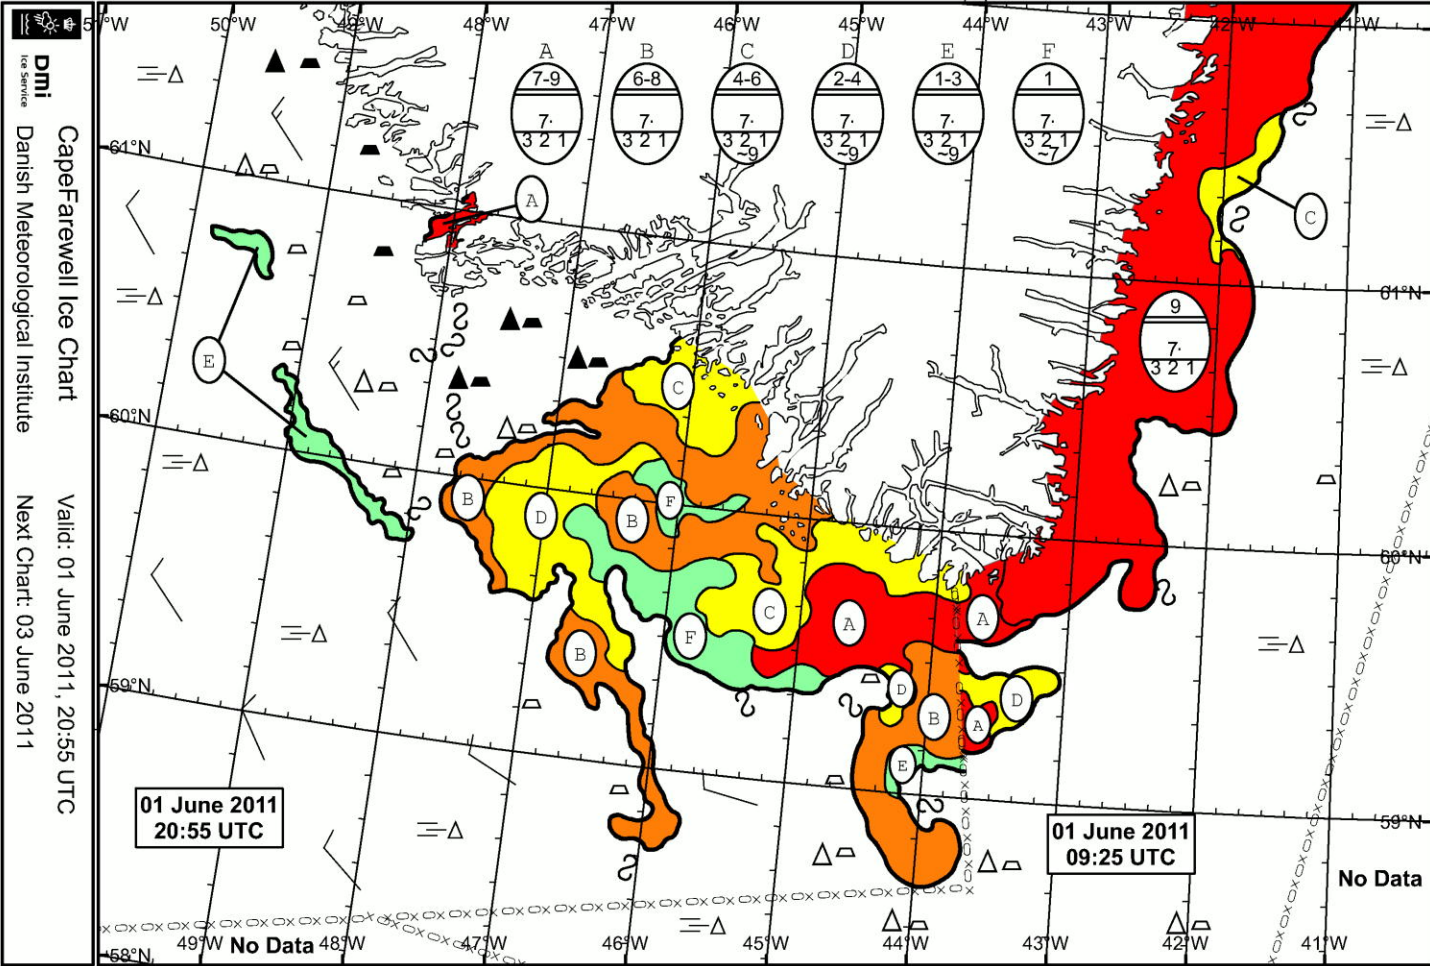 50°W 49°W 48°W 47°W 46°W 45°W 44°W 43°W 42°W 41°W
A B C D E F
7-9 6-8 4-6 2-4 1-3 1
7· 7· 7· 7· 7· 7·
3 2 1 3 2 1 3 2 1 3 2 1 3 2 1 3 2 1
~9 ~9 ~9 ~7
DMI
Ice Service
CapeFarewell Ice Chart
Danish Meteorological Institute
Valid: 01 June 2011, 20:55 UTC
Next Chart: 03 June 2011
61°N
A
C
61°N
9
7·
3 2 1
E
C
60°N
B
D
B
F
60°N
C
A
A
F
B
59°N
D
D
B
A
E
01 June 2011
20:55 UTC
01 June 2011
09:25 UTC
59°N
No Data
No Data
58°N
49°W 48°W 47°W 46°W 45°W 44°W 43°W 42°W 41°W